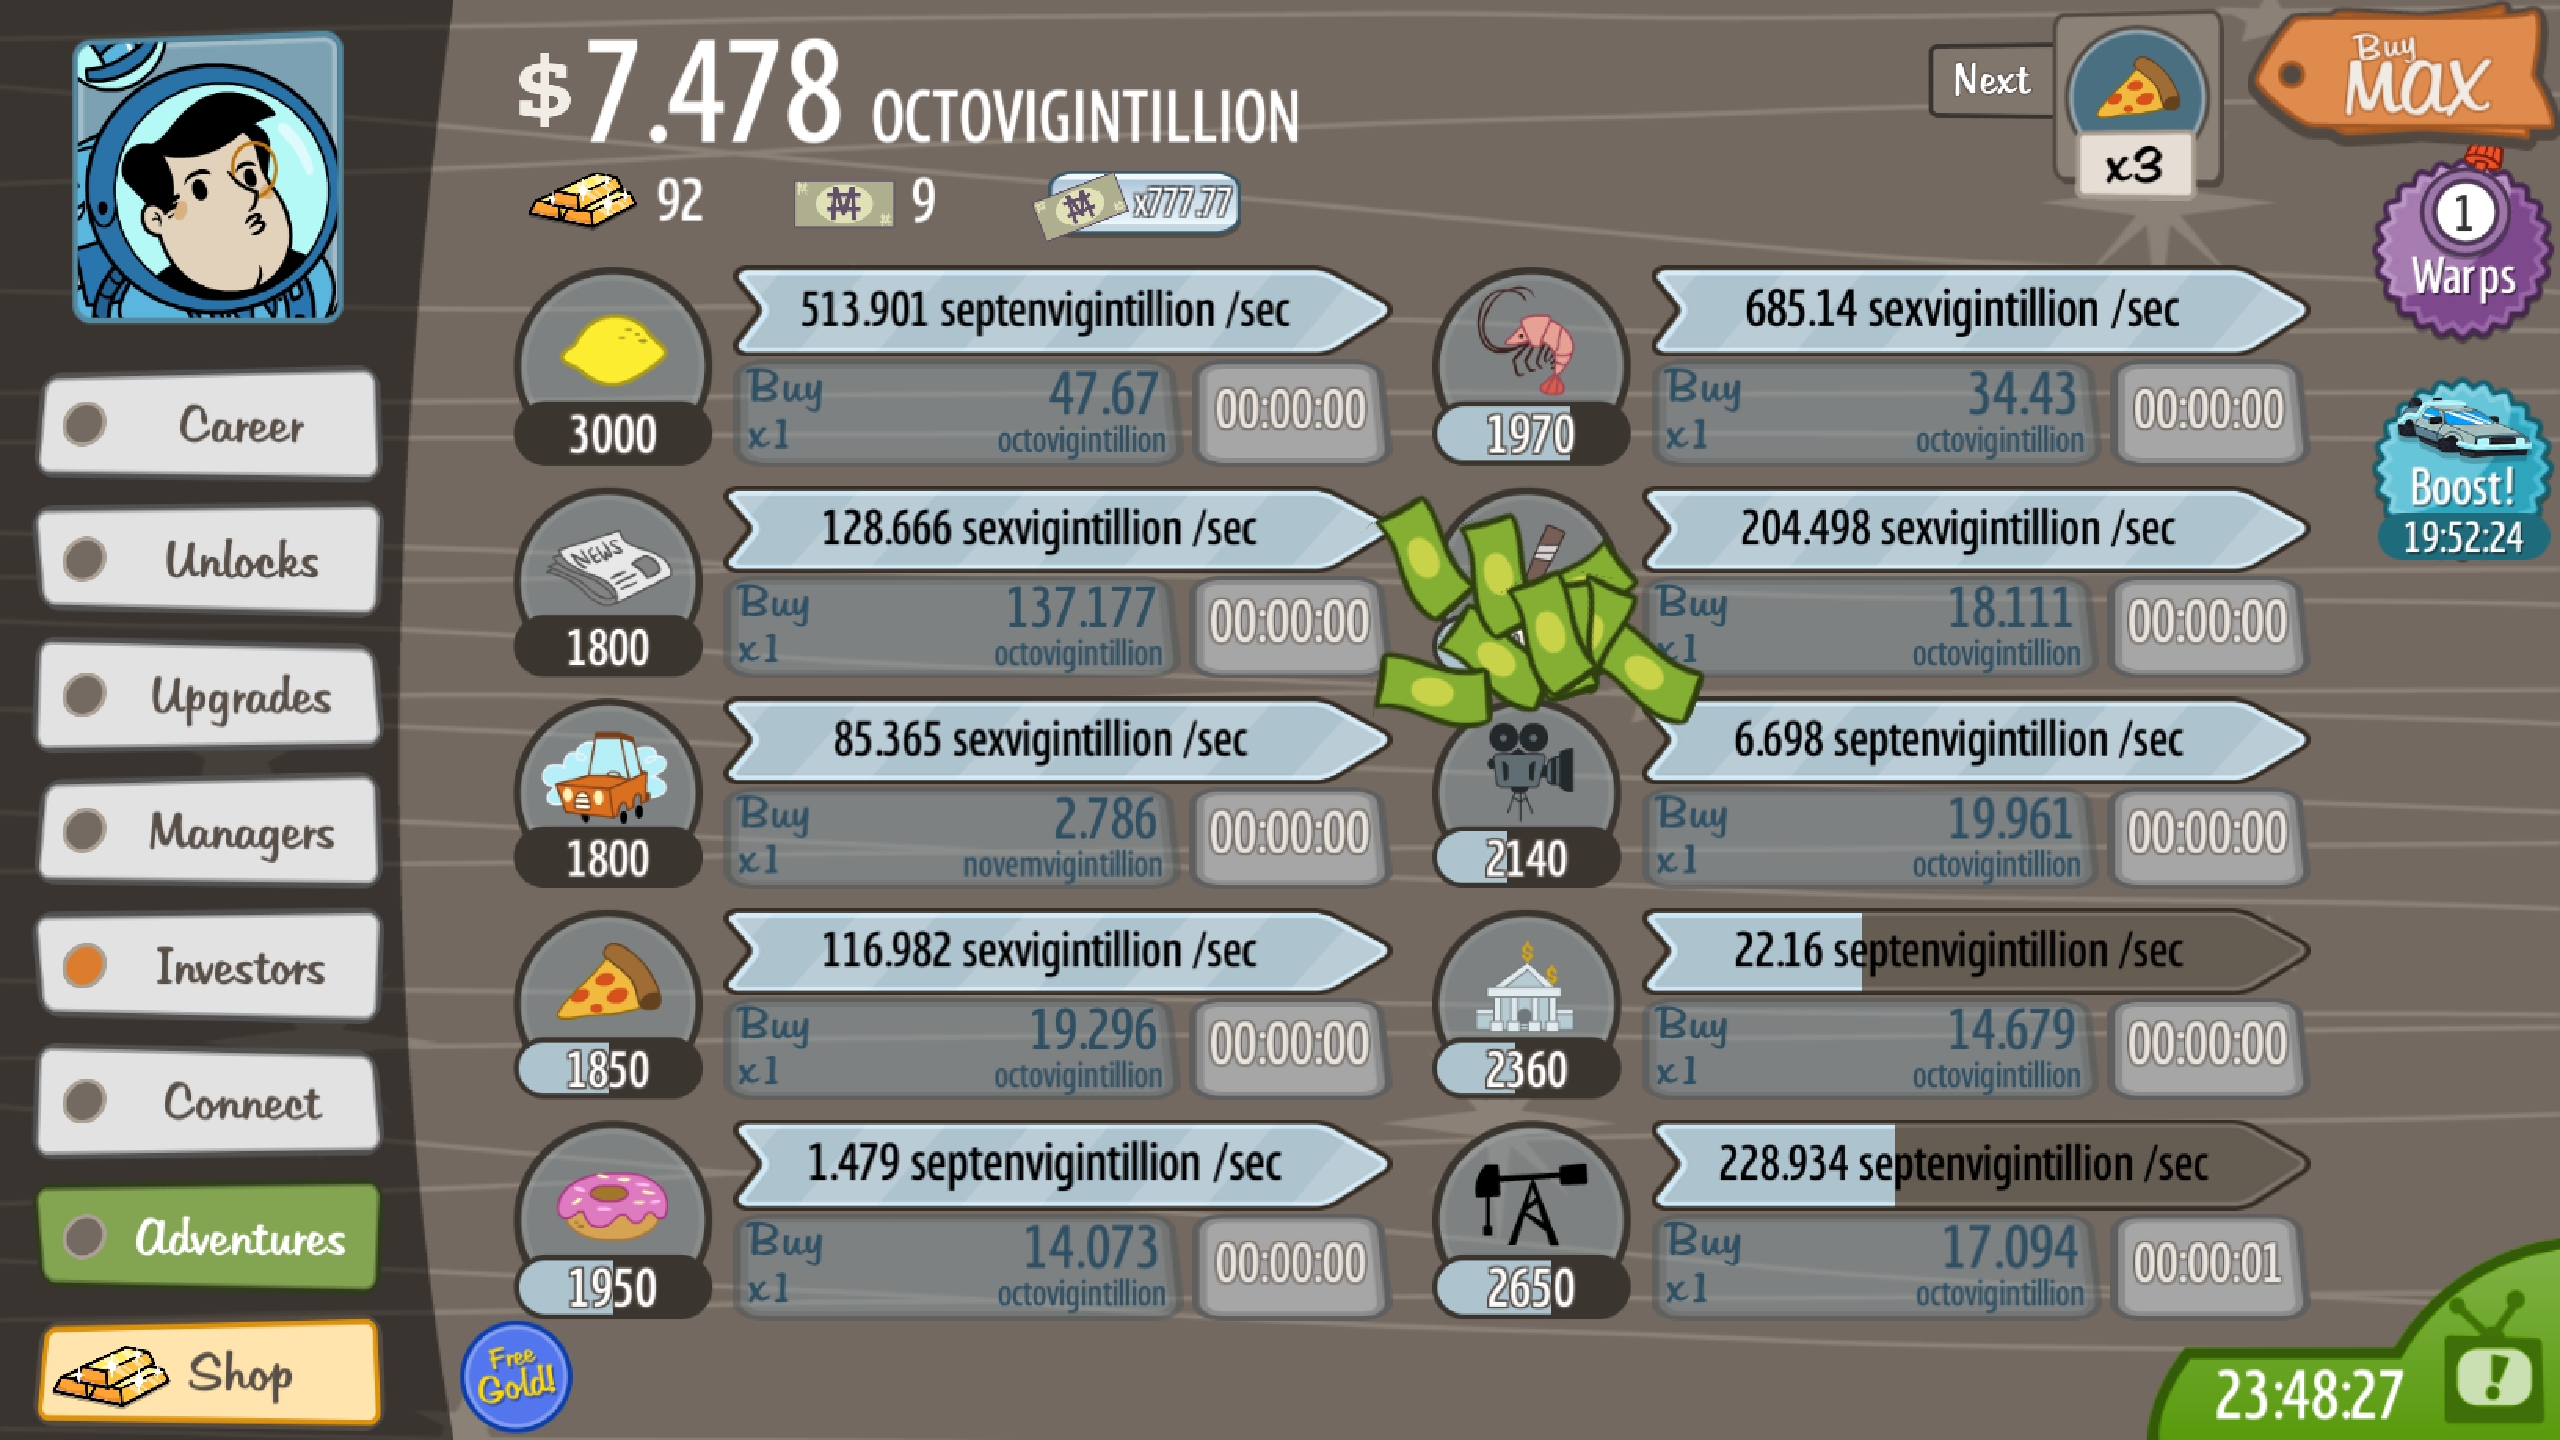 $7.478 OCTOVIGINTILLION
92
9
x777.77
Next
x3
Buy
MAX
1
Warps
Boost!
19:52:24
Career
Unlocks
Upgrades
Managers
Investors
Connect
Adventures
Shop
513.901 septenvigintillion /sec
Buy
x1
47.67
octovigintillion
00:00:00
3000
685.14 sexvigintillion /sec
Buy
x1
34.43
octovigintillion
00:00:00
1970
NEWS
128.666 sexvigintillion /sec
Buy
x1
137.177
octovigintillion
00:00:00
1800
204.498 sexvigintillion /sec
Buy
x1
18.111
octovigintillion
00:00:00
85.365 sexvigintillion /sec
Buy
x1
2.786
novemvigintillion
00:00:00
1800
6.698 septenvigintillion /sec
Buy
x1
19.961
octovigintillion
00:00:00
2140
116.982 sexvigintillion /sec
Buy
x1
19.296
octovigintillion
00:00:00
1850
22.16 septenvigintillion /sec
Buy
x1
14.679
octovigintillion
00:00:00
2360
1.479 septenvigintillion /sec
Buy
x1
14.073
octovigintillion
00:00:00
1950
228.934 septenvigintillion /sec
Buy
x1
17.094
octovigintillion
00:00:01
2650
Free
Gold!
23:48:27
!